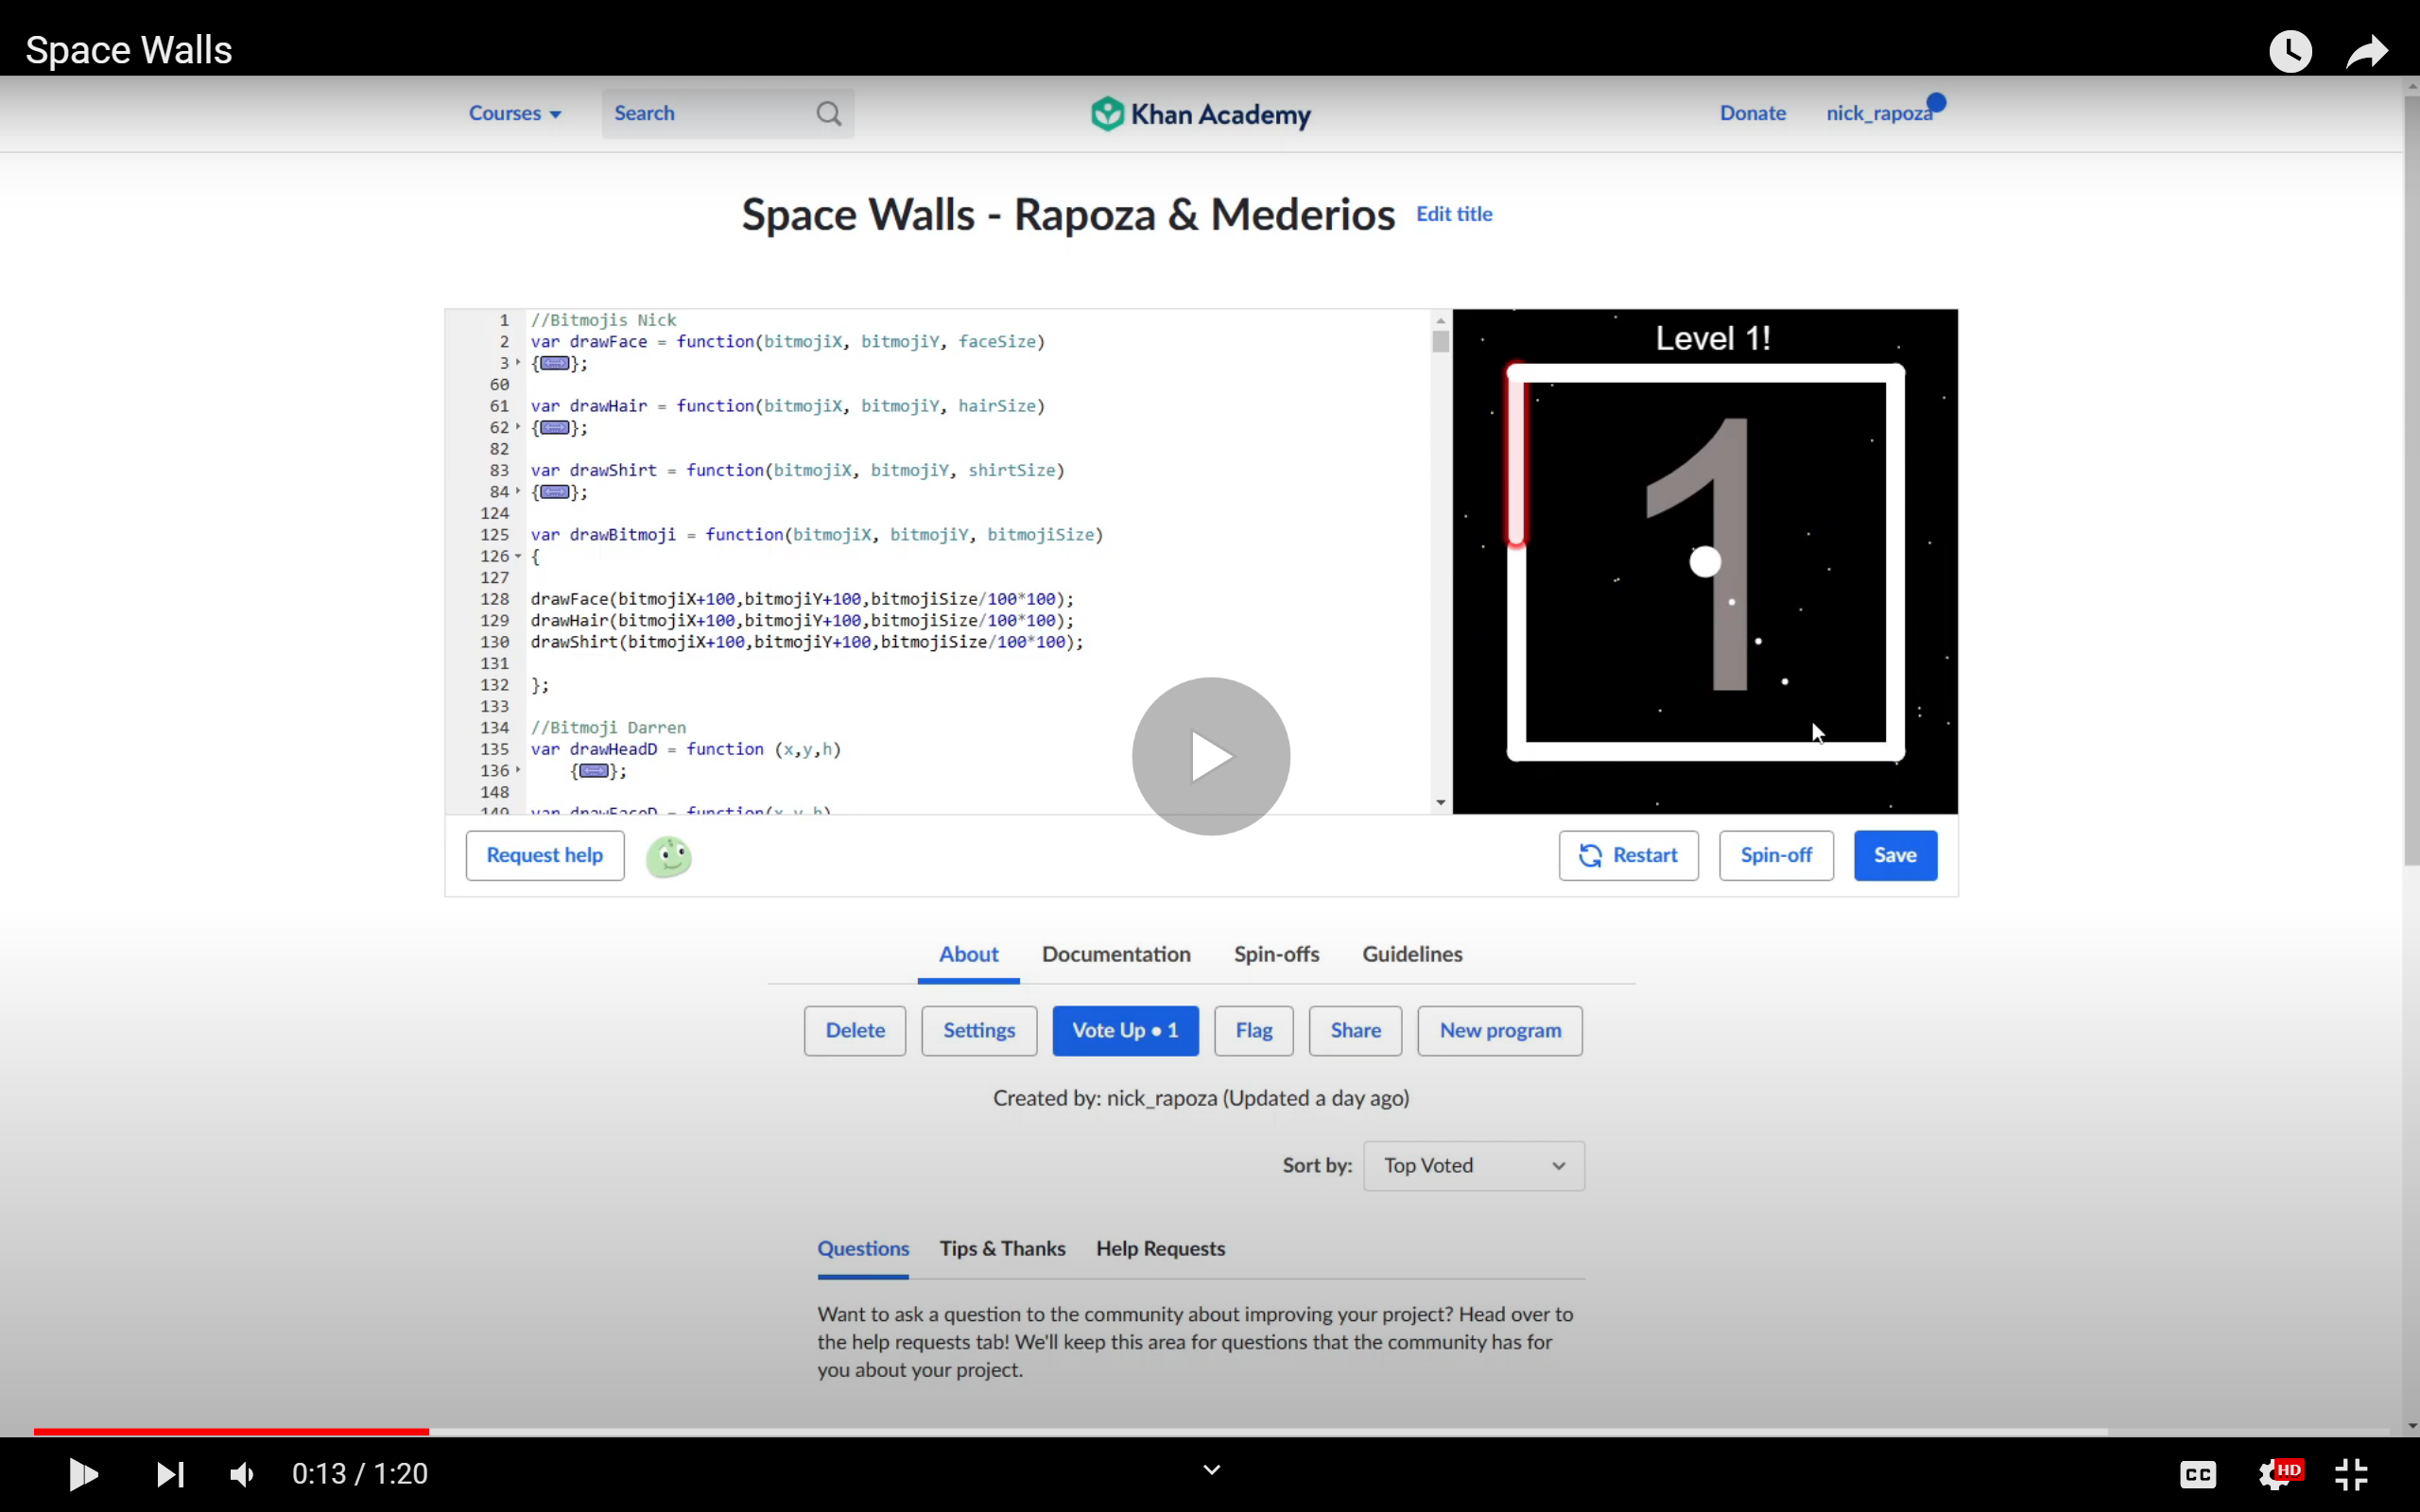 Space Walls
Courses
Search
Khan Academy
Donate
nick_rapoza
Space Walls - Rapoza & Mederios
Edit title
1 //Bitmojis Nick
2 var drawFace = function(bitmojiX, bitmojiY, faceSize)
3 {};
60
61 var drawHair = function(bitmojiX, bitmojiY, hairSize)
62 {};
82
83 var drawShirt = function(bitmojiX, bitmojiY, shirtSize)
84 {};
124
125 var drawBitmoji = function(bitmojiX, bitmojiY, bitmojiSize)
126 {
127
128 drawFace(bitmojiX+100,bitmojiY+100,bitmojiSize/100*100);
129 drawHair(bitmojiX+100,bitmojiY+100,bitmojiSize/100*100);
130 drawShirt(bitmojiX+100,bitmojiY+100,bitmojiSize/100*100);
131
132 };
133
134 //Bitmoji Darren
135 var drawHeadD = function (x,y,h)
136 {};
148
149 var drawFaceD = function(x,y,h)
Level 1!
1
Request help
Restart
Spin-off
Save
About
Documentation
Spin-offs
Guidelines
Delete
Settings
Vote Up • 1
Flag
Share
New program
Created by: nick_rapoza (Updated a day ago)
Sort by:
Top Voted
Questions
Tips & Thanks
Help Requests
Want to ask a question to the community about improving your project? Head over to
the help requests tab! We'll keep this area for questions that the community has for
you about your project.
0:13 / 1:20
CC
HD